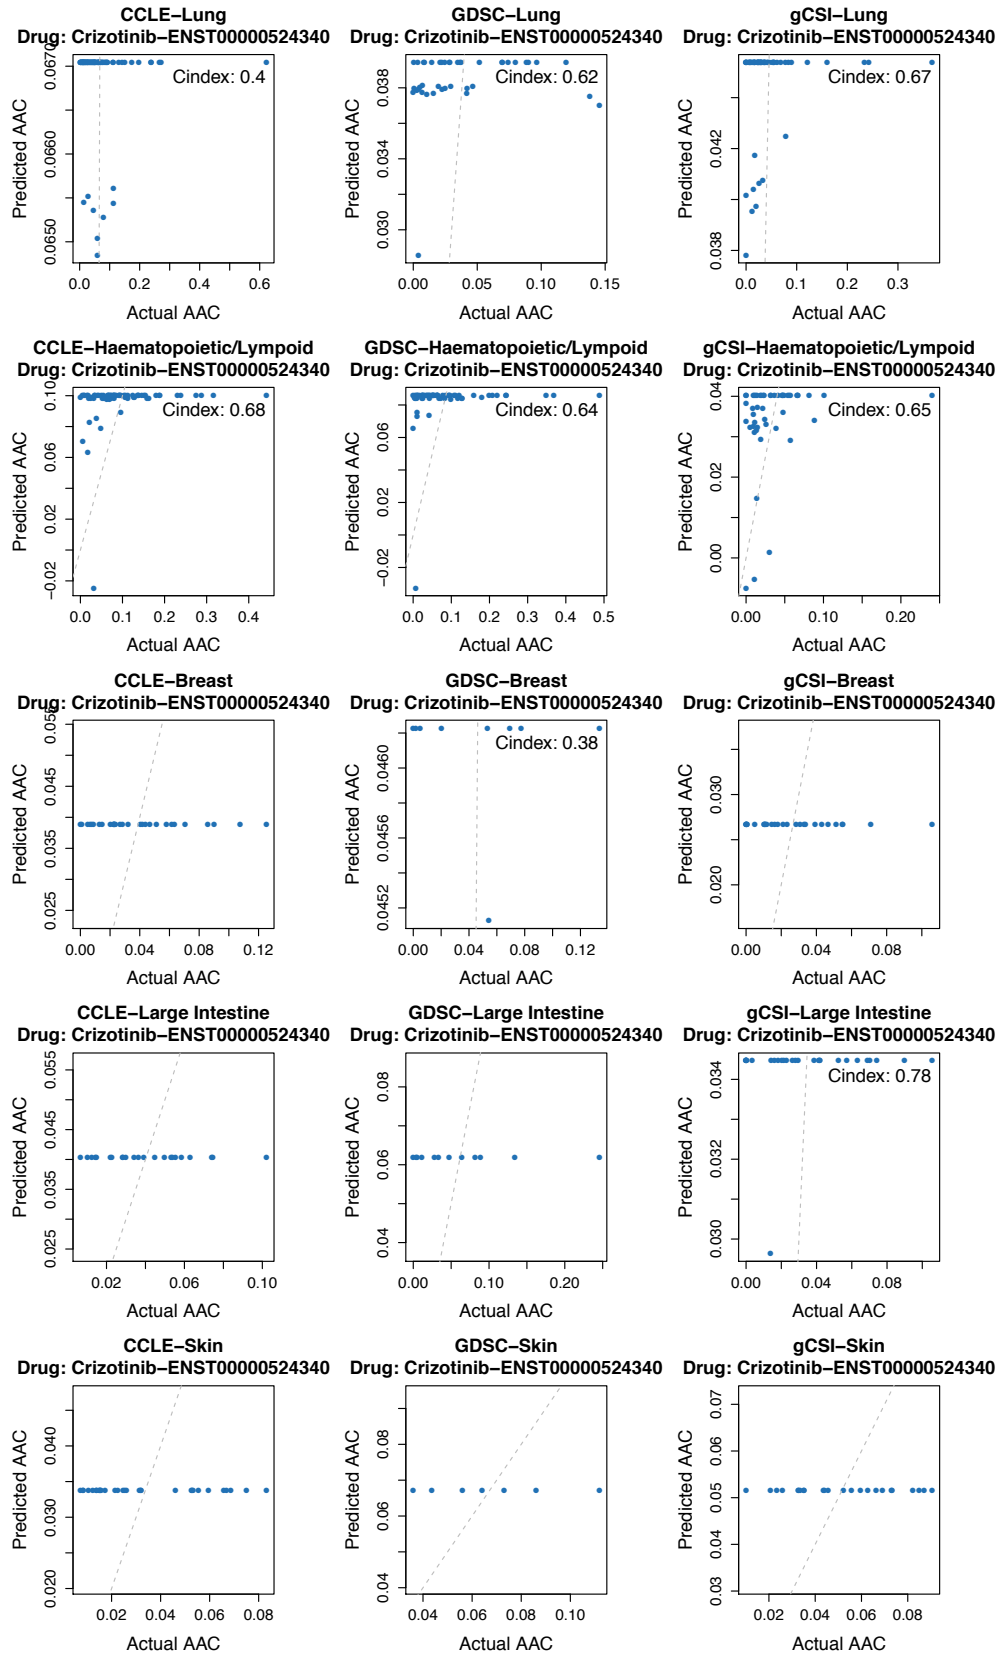 CCLE−Lung
Drug: Crizotinib−ENST00000524340
Cindex: 0.4
Predicted AAC
0.0650
0.0660
0.0670
0.0
0.2
0.4
0.6
Actual AAC
GDSC−Lung
Drug: Crizotinib−ENST00000524340
Cindex: 0.62
Predicted AAC
0.030
0.034
0.038
0.00
0.05
0.10
0.15
Actual AAC
gCSI−Lung
Drug: Crizotinib−ENST00000524340
Cindex: 0.67
Predicted AAC
0.038
0.042
0.0
0.1
0.2
0.3
Actual AAC
CCLE−Haematopoietic/Lympoid
Drug: Crizotinib−ENST00000524340
Cindex: 0.68
Predicted AAC
−0.02
0.02
0.06
0.10
0.0
0.1
0.2
0.3
0.4
Actual AAC
GDSC−Haematopoietic/Lympoid
Drug: Crizotinib−ENST00000524340
Cindex: 0.64
Predicted AAC
−0.02
0.02
0.06
0.0
0.1
0.2
0.3
0.4
0.5
Actual AAC
gCSI−Haematopoietic/Lympoid
Drug: Crizotinib−ENST00000524340
Cindex: 0.65
Predicted AAC
0.00
0.02
0.04
0.00
0.10
0.20
Actual AAC
CCLE−Breast
Drug: Crizotinib−ENST00000524340
Predicted AAC
0.025
0.035
0.045
0.055
0.00
0.04
0.08
0.12
Actual AAC
GDSC−Breast
Drug: Crizotinib−ENST00000524340
Cindex: 0.38
Predicted AAC
0.0452
0.0456
0.0460
0.00
0.04
0.08
0.12
Actual AAC
gCSI−Breast
Drug: Crizotinib−ENST00000524340
Predicted AAC
0.020
0.030
0.00
0.04
0.08
Actual AAC
CCLE−Large Intestine
Drug: Crizotinib−ENST00000524340
Predicted AAC
0.025
0.035
0.045
0.055
0.02
0.06
0.10
Actual AAC
GDSC−Large Intestine
Drug: Crizotinib−ENST00000524340
Predicted AAC
0.04
0.06
0.08
0.00
0.10
0.20
Actual AAC
gCSI−Large Intestine
Drug: Crizotinib−ENST00000524340
Cindex: 0.78
Predicted AAC
0.030
0.032
0.034
0.00
0.04
0.08
Actual AAC
CCLE−Skin
Drug: Crizotinib−ENST00000524340
Predicted AAC
0.020
0.030
0.040
0.02
0.04
0.06
0.08
Actual AAC
GDSC−Skin
Drug: Crizotinib−ENST00000524340
Predicted AAC
0.04
0.06
0.08
0.04
0.06
0.08
0.10
Actual AAC
gCSI−Skin
Drug: Crizotinib−ENST00000524340
Predicted AAC
0.03
0.04
0.05
0.06
0.07
0.02
0.04
0.06
0.08
Actual AAC